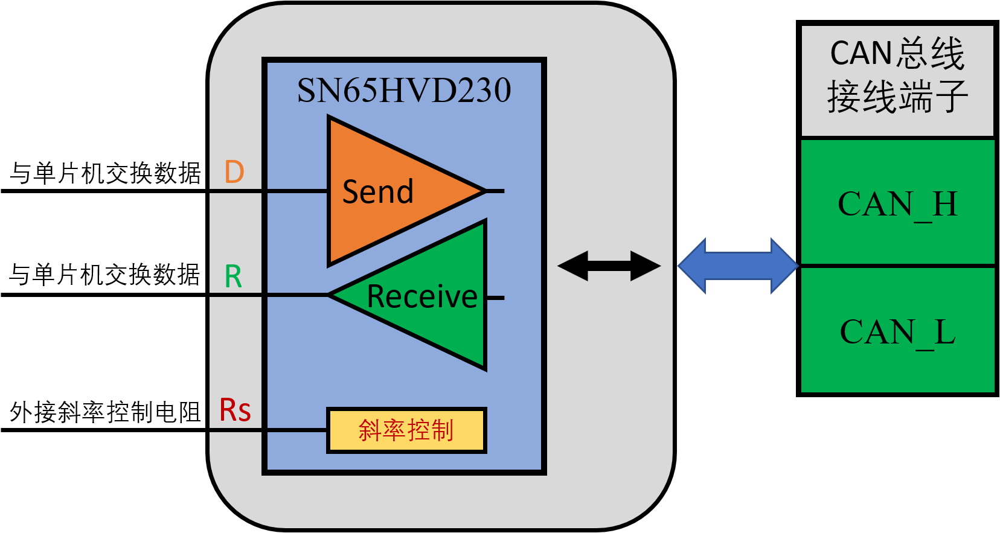 SN65HVD230
与单片机交换数据
D
Send
与单片机交换数据
R
Receive
外接斜率控制电阻
Rs
斜率控制
CAN总线
接线端子
CAN_H
CAN_L